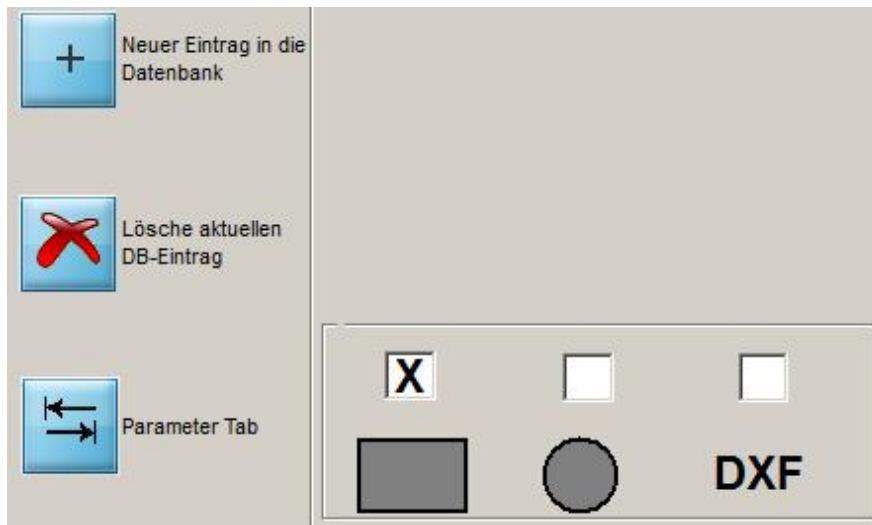 Neuer Eintrag in die
Datenbank
Lösche aktuellen
DB-Eintrag
X
Parameter Tab
DXF